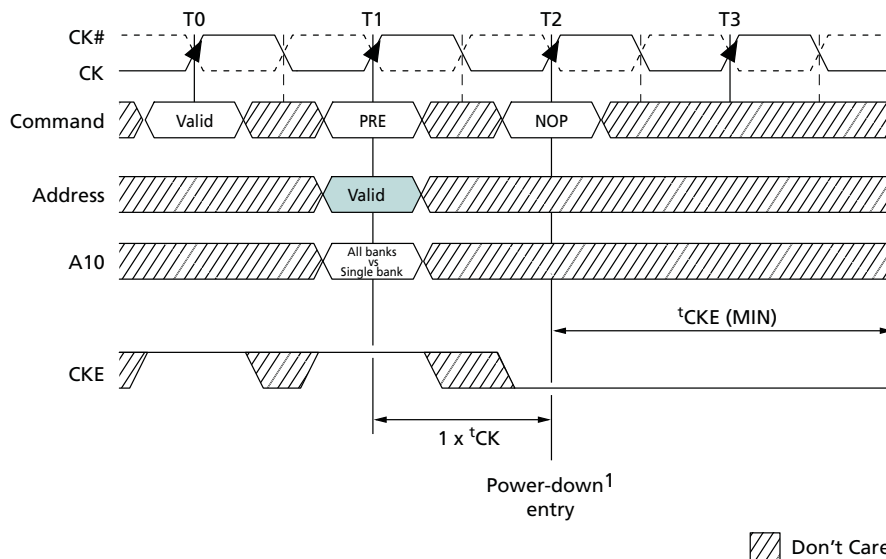 T0 T1 T2 T3
CK#
CK
Command Valid PRE NOP
Address Valid
A10 All banks
vs
Single bank
tCKE (MIN)
CKE
1 x tCK
Power-down1
entry
Don't Care